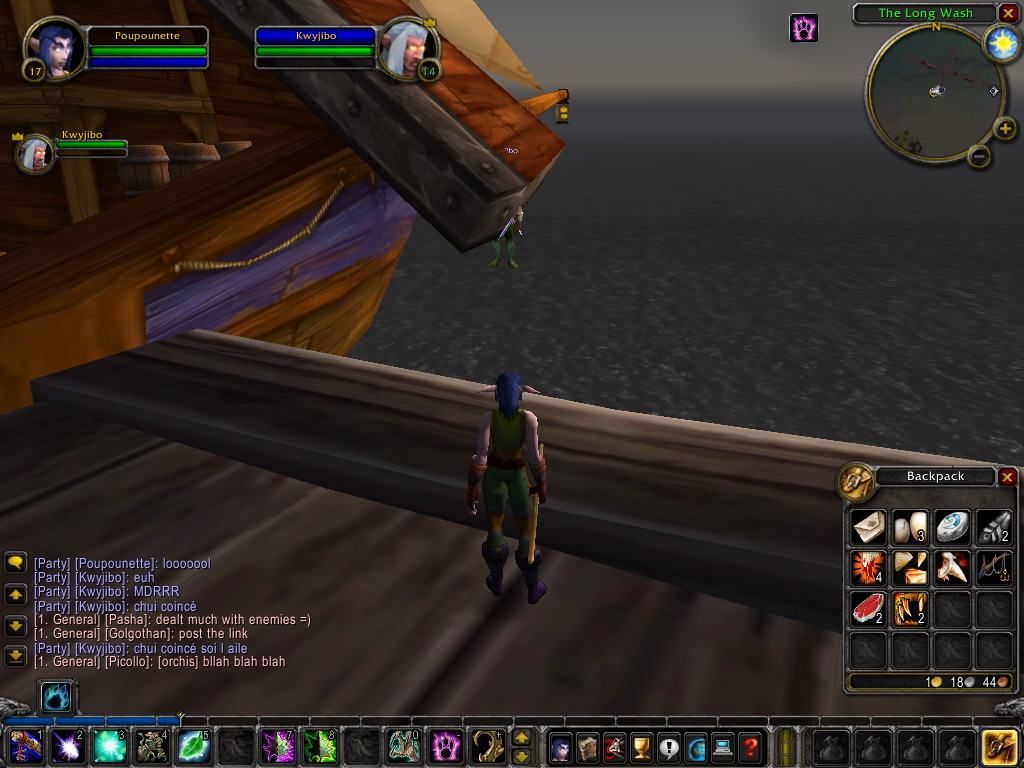 Poupounette
17
Kwyjibo
14
Kwyjibo
The Long Wash
N
Backpack
3
2
4
2
2
1 18 44
[Party] [Poupounette]: looooool
[Party] [Kwyjibo]: euh
[Party] [Kwyjibo]: MDRRR
[Party] [Kwyjibo]: chui coincé
[1. General] [Pasha]: dealt much with enemies =)
[1. General] [Golgothan]: post the link
[Party] [Kwyjibo]: chui coincé soi l aile
[1. General] [Picollo]: [orchis] bllah blah blah
1 2 3 4 5 7 8 0 - +